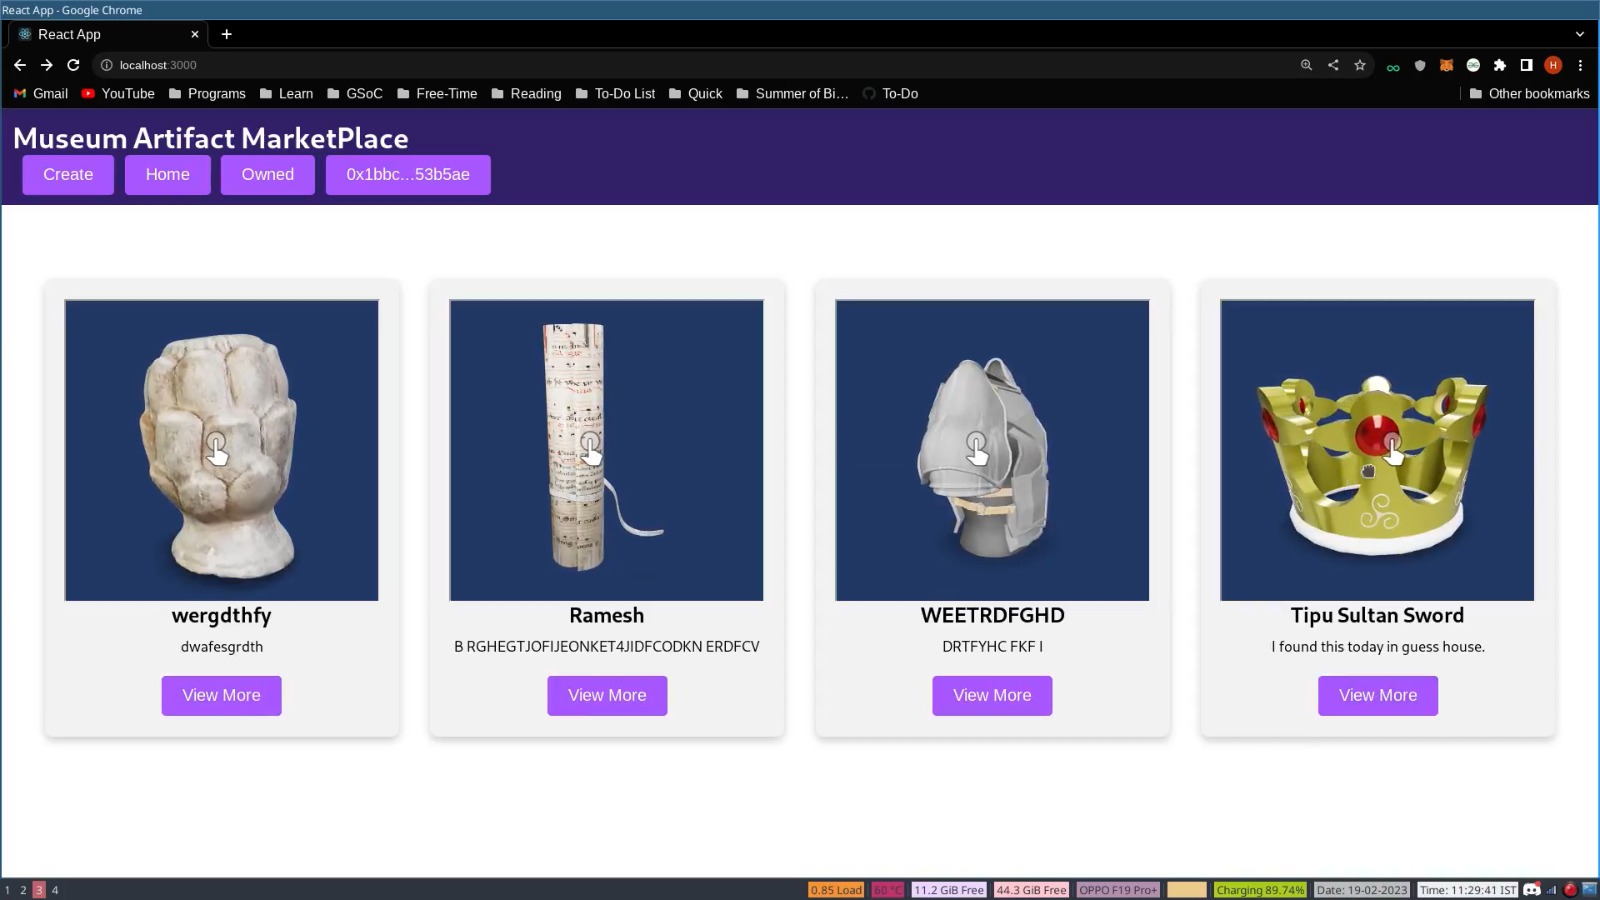 React App - Google Chrome
React App
localhost:3000
Gmail YouTube Programs Learn GSoC Free-Time Reading To-Do List Quick Summer of Bi... To-Do Other bookmarks
Museum Artifact MarketPlace
Create Home Owned 0x1bbc...53b5ae
wergdthfy
dwafesgrdth
View More
Ramesh
B RGHEGTJOFIJEONKET4JIDFCODKN ERDFCV
View More
WEETRDFGHD
DRTFYHC FKF I
View More
Tipu Sultan Sword
I found this today in guess house.
View More
1 2 3 4 0.85 Load 60 °C 11.2 GiB Free 44.3 GiB Free OPPO F19 Pro+ Charging 89.74% Date: 19-02-2023 Time: 11:29:41 IST